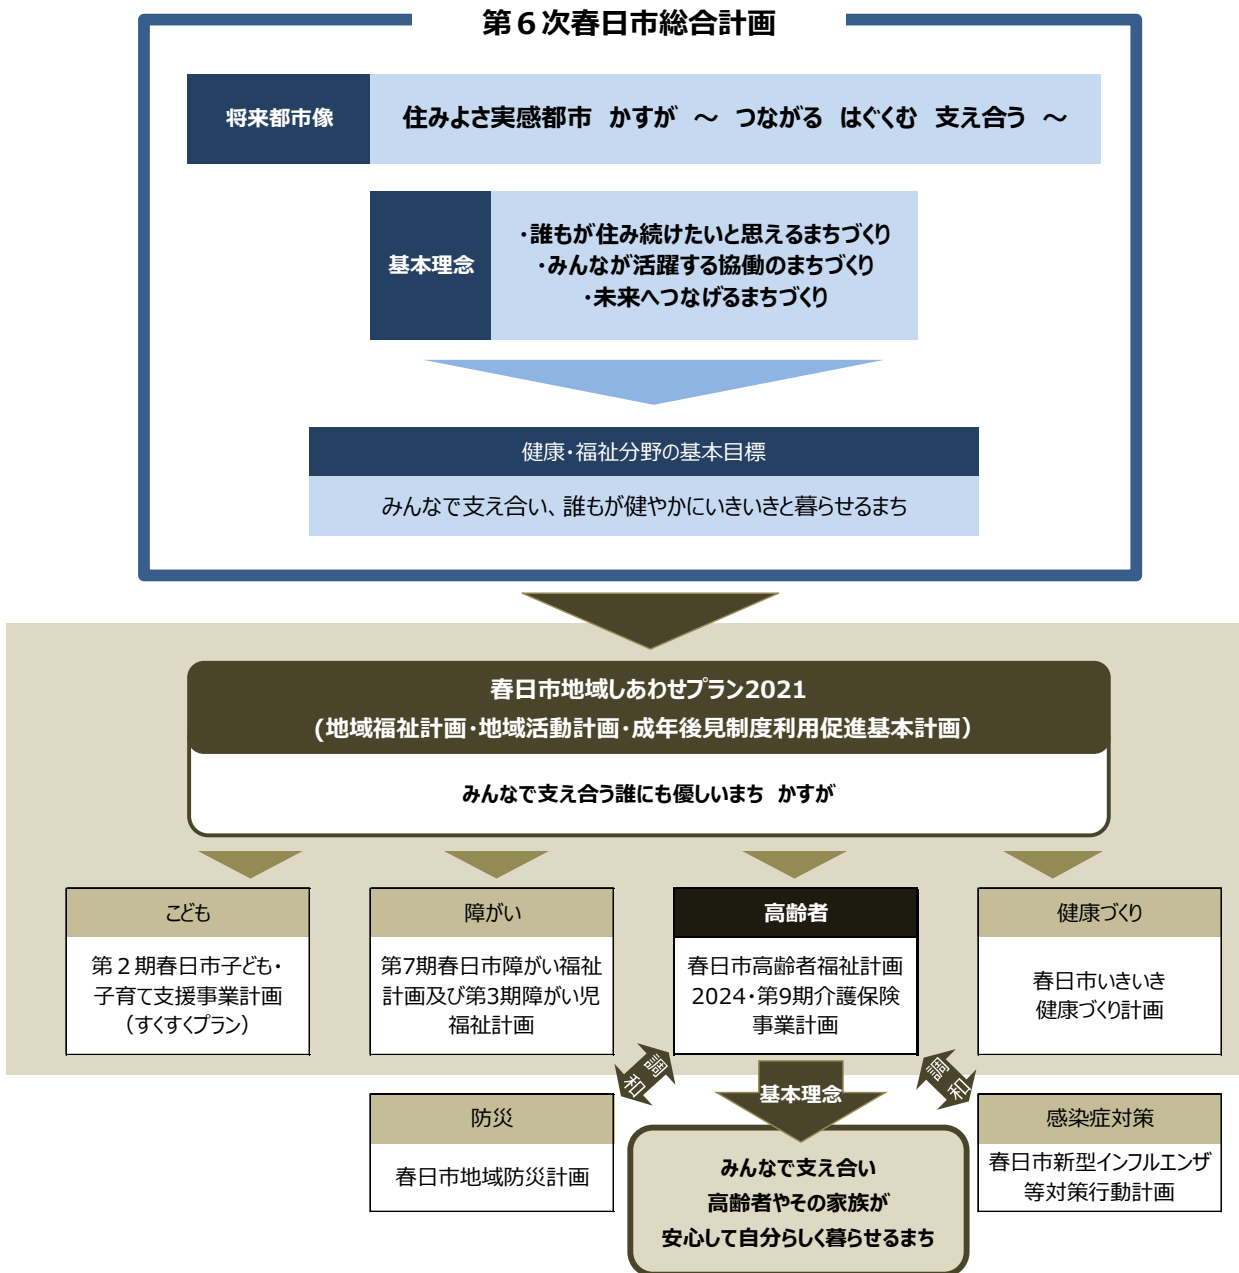 第６次春日市総合計画
将来都市像
住みよさ実感都市　かすが　～　つながる　はぐくむ　支え合う　～
基本理念
・誰もが住み続けたいと思えるまちづくり
・みんなが活躍する協働のまちづくり
・未来へつなげるまちづくり
健康・福祉分野の基本目標
みんなで支え合い、誰もが健やかにいきいきと暮らせるまち
春日市地域しあわせプラン2021
(地域福祉計画・地域活動計画・成年後見制度利用促進基本計画）
みんなで支え合う誰にも優しいまち　かすが
こども
第２期春日市子ども・
子育て支援事業計画
（すくすくプラン）
障がい
第7期春日市障がい福祉
計画及び第3期障がい児
福祉計画
高齢者
春日市高齢者福祉計画
2024・第9期介護保険
事業計画
健康づくり
春日市いきいき
健康づくり計画
調和
基本理念
調和
防災
春日市地域防災計画
みんなで支え合い
高齢者やその家族が
安心して自分らしく暮らせるまち
感染症対策
春日市新型インフルエンザ
等対策行動計画